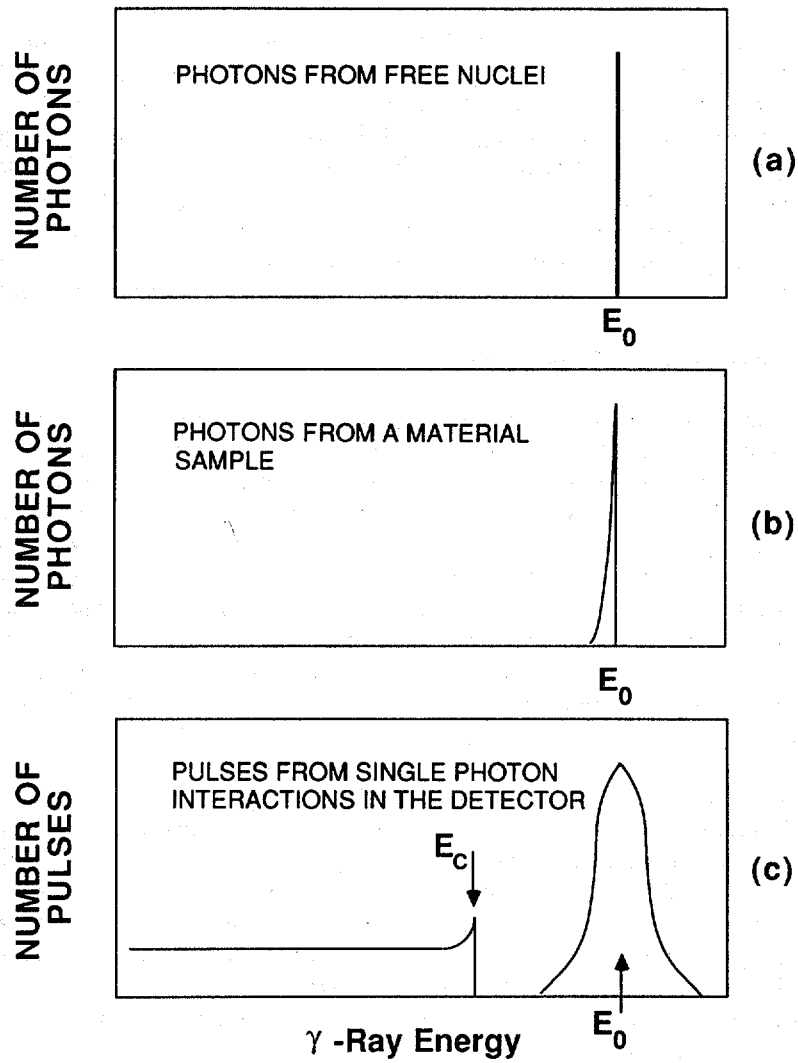 NUMBER OF
PHOTONS
PHOTONS FROM FREE NUCLEI
(a)
E₀
NUMBER OF
PHOTONS
PHOTONS FROM A MATERIAL
SAMPLE
(b)
E₀
NUMBER OF
PULSES
PULSES FROM SINGLE PHOTON
INTERACTIONS IN THE DETECTOR
E_C
(c)
E₀
γ -Ray Energy